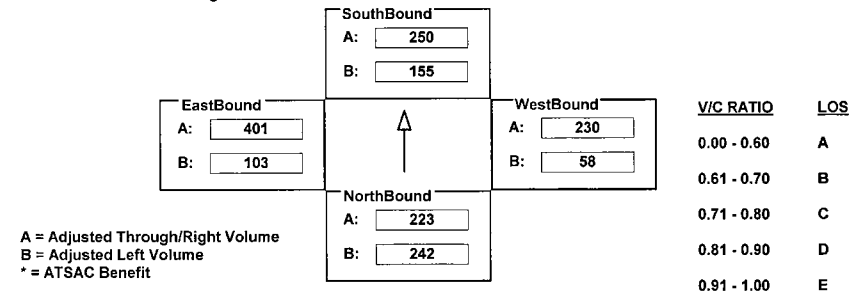 SouthBound
A: 250
B: 155
EastBound
A: 401
B: 103
WestBound
A: 230
B: 58
NorthBound
A: 223
B: 242
A = Adjusted Through/Right Volume
B = Adjusted Left Volume
* = ATSAC Benefit
V/C RATIO LOS
0.00 - 0.60 A
0.61 - 0.70 B
0.71 - 0.80 C
0.81 - 0.90 D
0.91 - 1.00 E